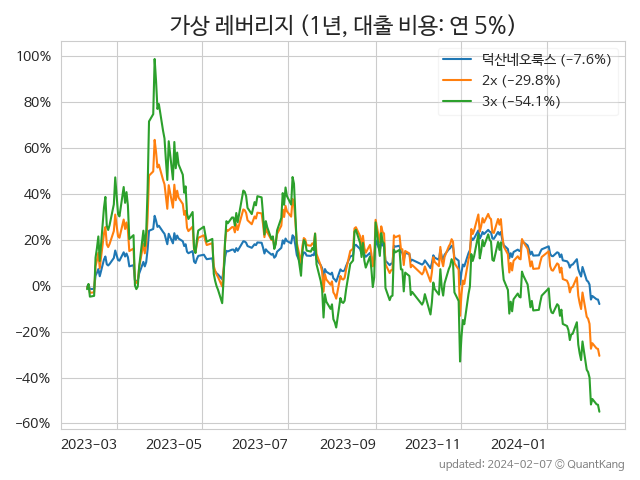 가상 레버리지 (1년, 대출 비용: 연 5%)
덕산네오룩스 (−7.6%)
2x (−29.8%)
3x (−54.1%)
100%
80%
60%
40%
20%
0%
−20%
−40%
−60%
2023-03 2023-05 2023-07 2023-09 2023-11 2024-01
updated: 2024-02-07 © QuantKang